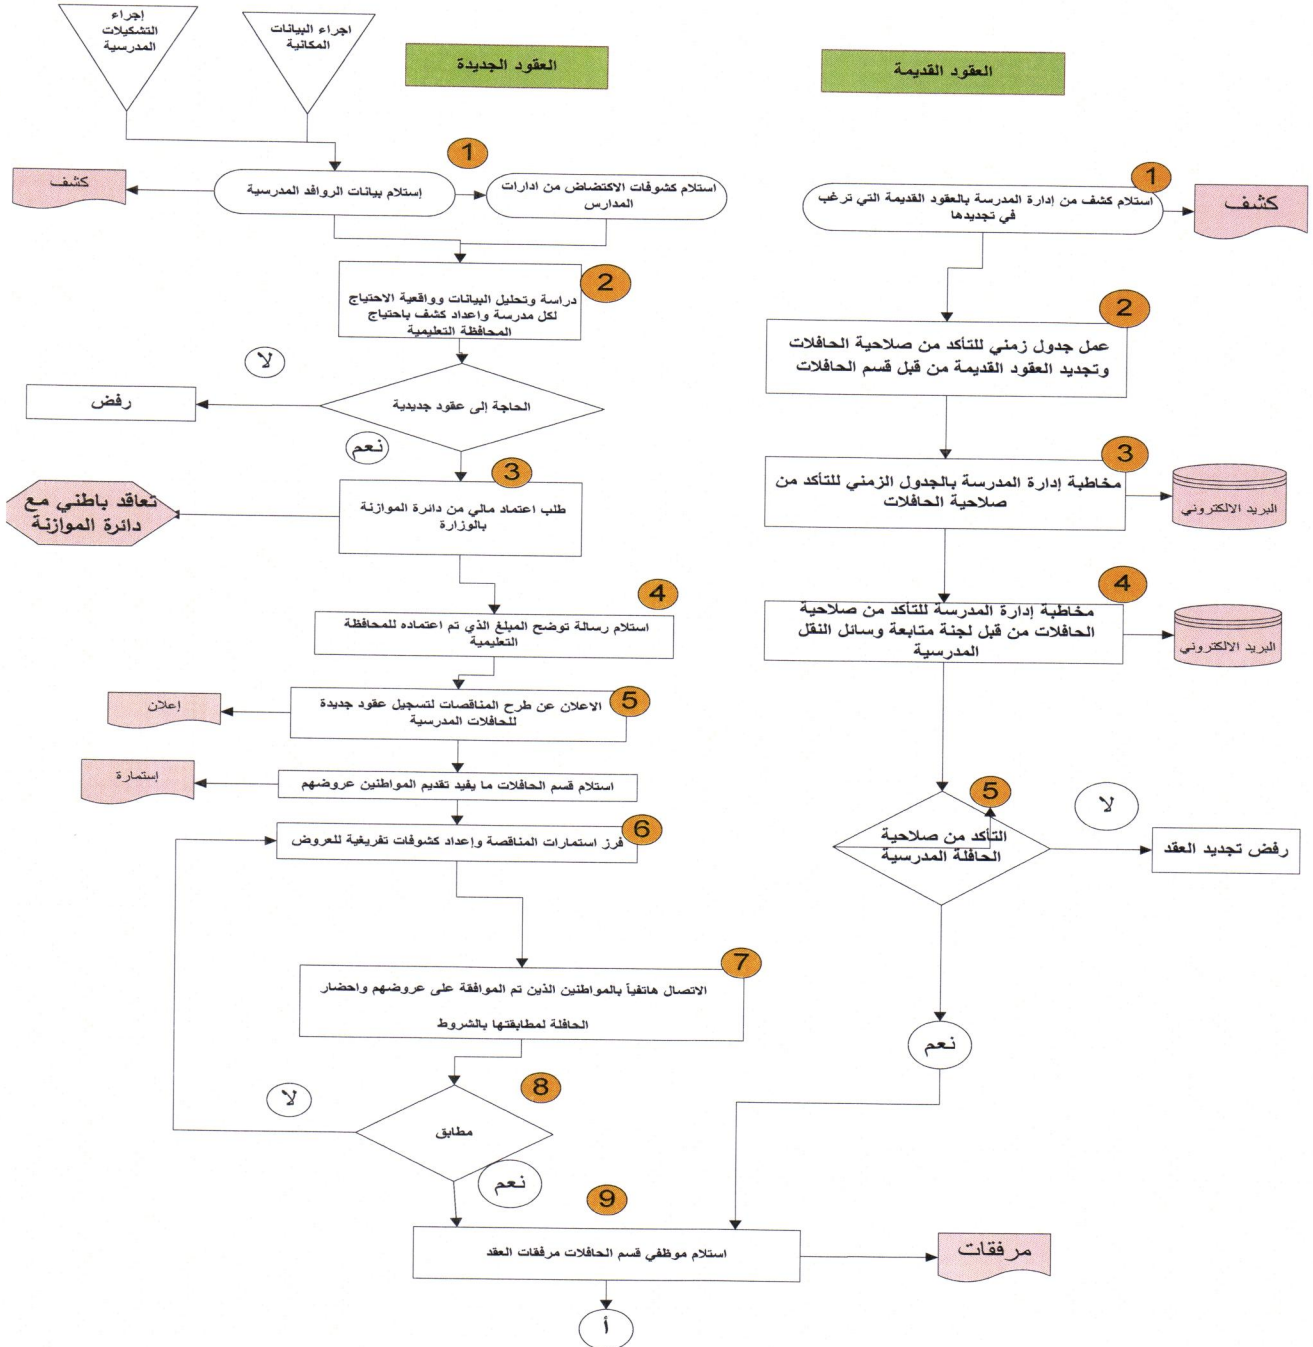 إجراء
التشكيلات
المدرسية
اجراء البيانات
المكانية
العقود الجديدة
العقود القديمة
1
كشف
إستلام بيانات الروافد المدرسية
استلام كشوفات الاكتضاض من ادارات
المدارس
2
دراسة وتحليل البيانات وواقعية الاحتياج
لكل مدرسة واعداد كشف باحتياج
المحافظة التعليمية
لا
الحاجة إلى عقود جديدية
رفض
نعم
3
طلب اعتماد مالي من دائرة الموازنة
بالوزارة
تعاقد باطني مع
دائرة الموازنة
4
استلام رسالة توضح المبلغ الذي تم اعتماده للمحافظة
التعليمية
5
الاعلان عن طرح المناقصات لتسجيل عقود جديدة
للحافلات المدرسية
إعلان
استلام قسم الحافلات ما يفيد تقديم المواطنين عروضهم
إستمارة
6
فرز استمارات المناقصة وإعداد كشوفات تفريغية للعروض
7
الاتصال هاتفياً بالمواطنين الذين تم الموافقة على عروضهم واحضار
الحافلة لمطابقتها بالشروط
8
لا
مطابق
نعم
1
استلام كشف من إدارة المدرسة بالعقود القديمة التي ترغب
في تجديدها
كشف
2
عمل جدول زمني للتأكد من صلاحية الحافلات
وتجديد العقود القديمة من قبل قسم الحافلات
3
مخاطبة إدارة المدرسة بالجدول الزمني للتأكد من
صلاحية الحافلات
البريد الالكتروني
4
مخاطبة إدارة المدرسة للتأكد من صلاحية
الحافلات من قبل لجنة متابعة وسائل النقل
المدرسية
البريد الالكتروني
5
التأكد من صلاحية
الحافلة المدرسية
لا
رفض تجديد العقد
نعم
9
استلام موظفي قسم الحافلات مرفقات العقد
مرفقات
أ